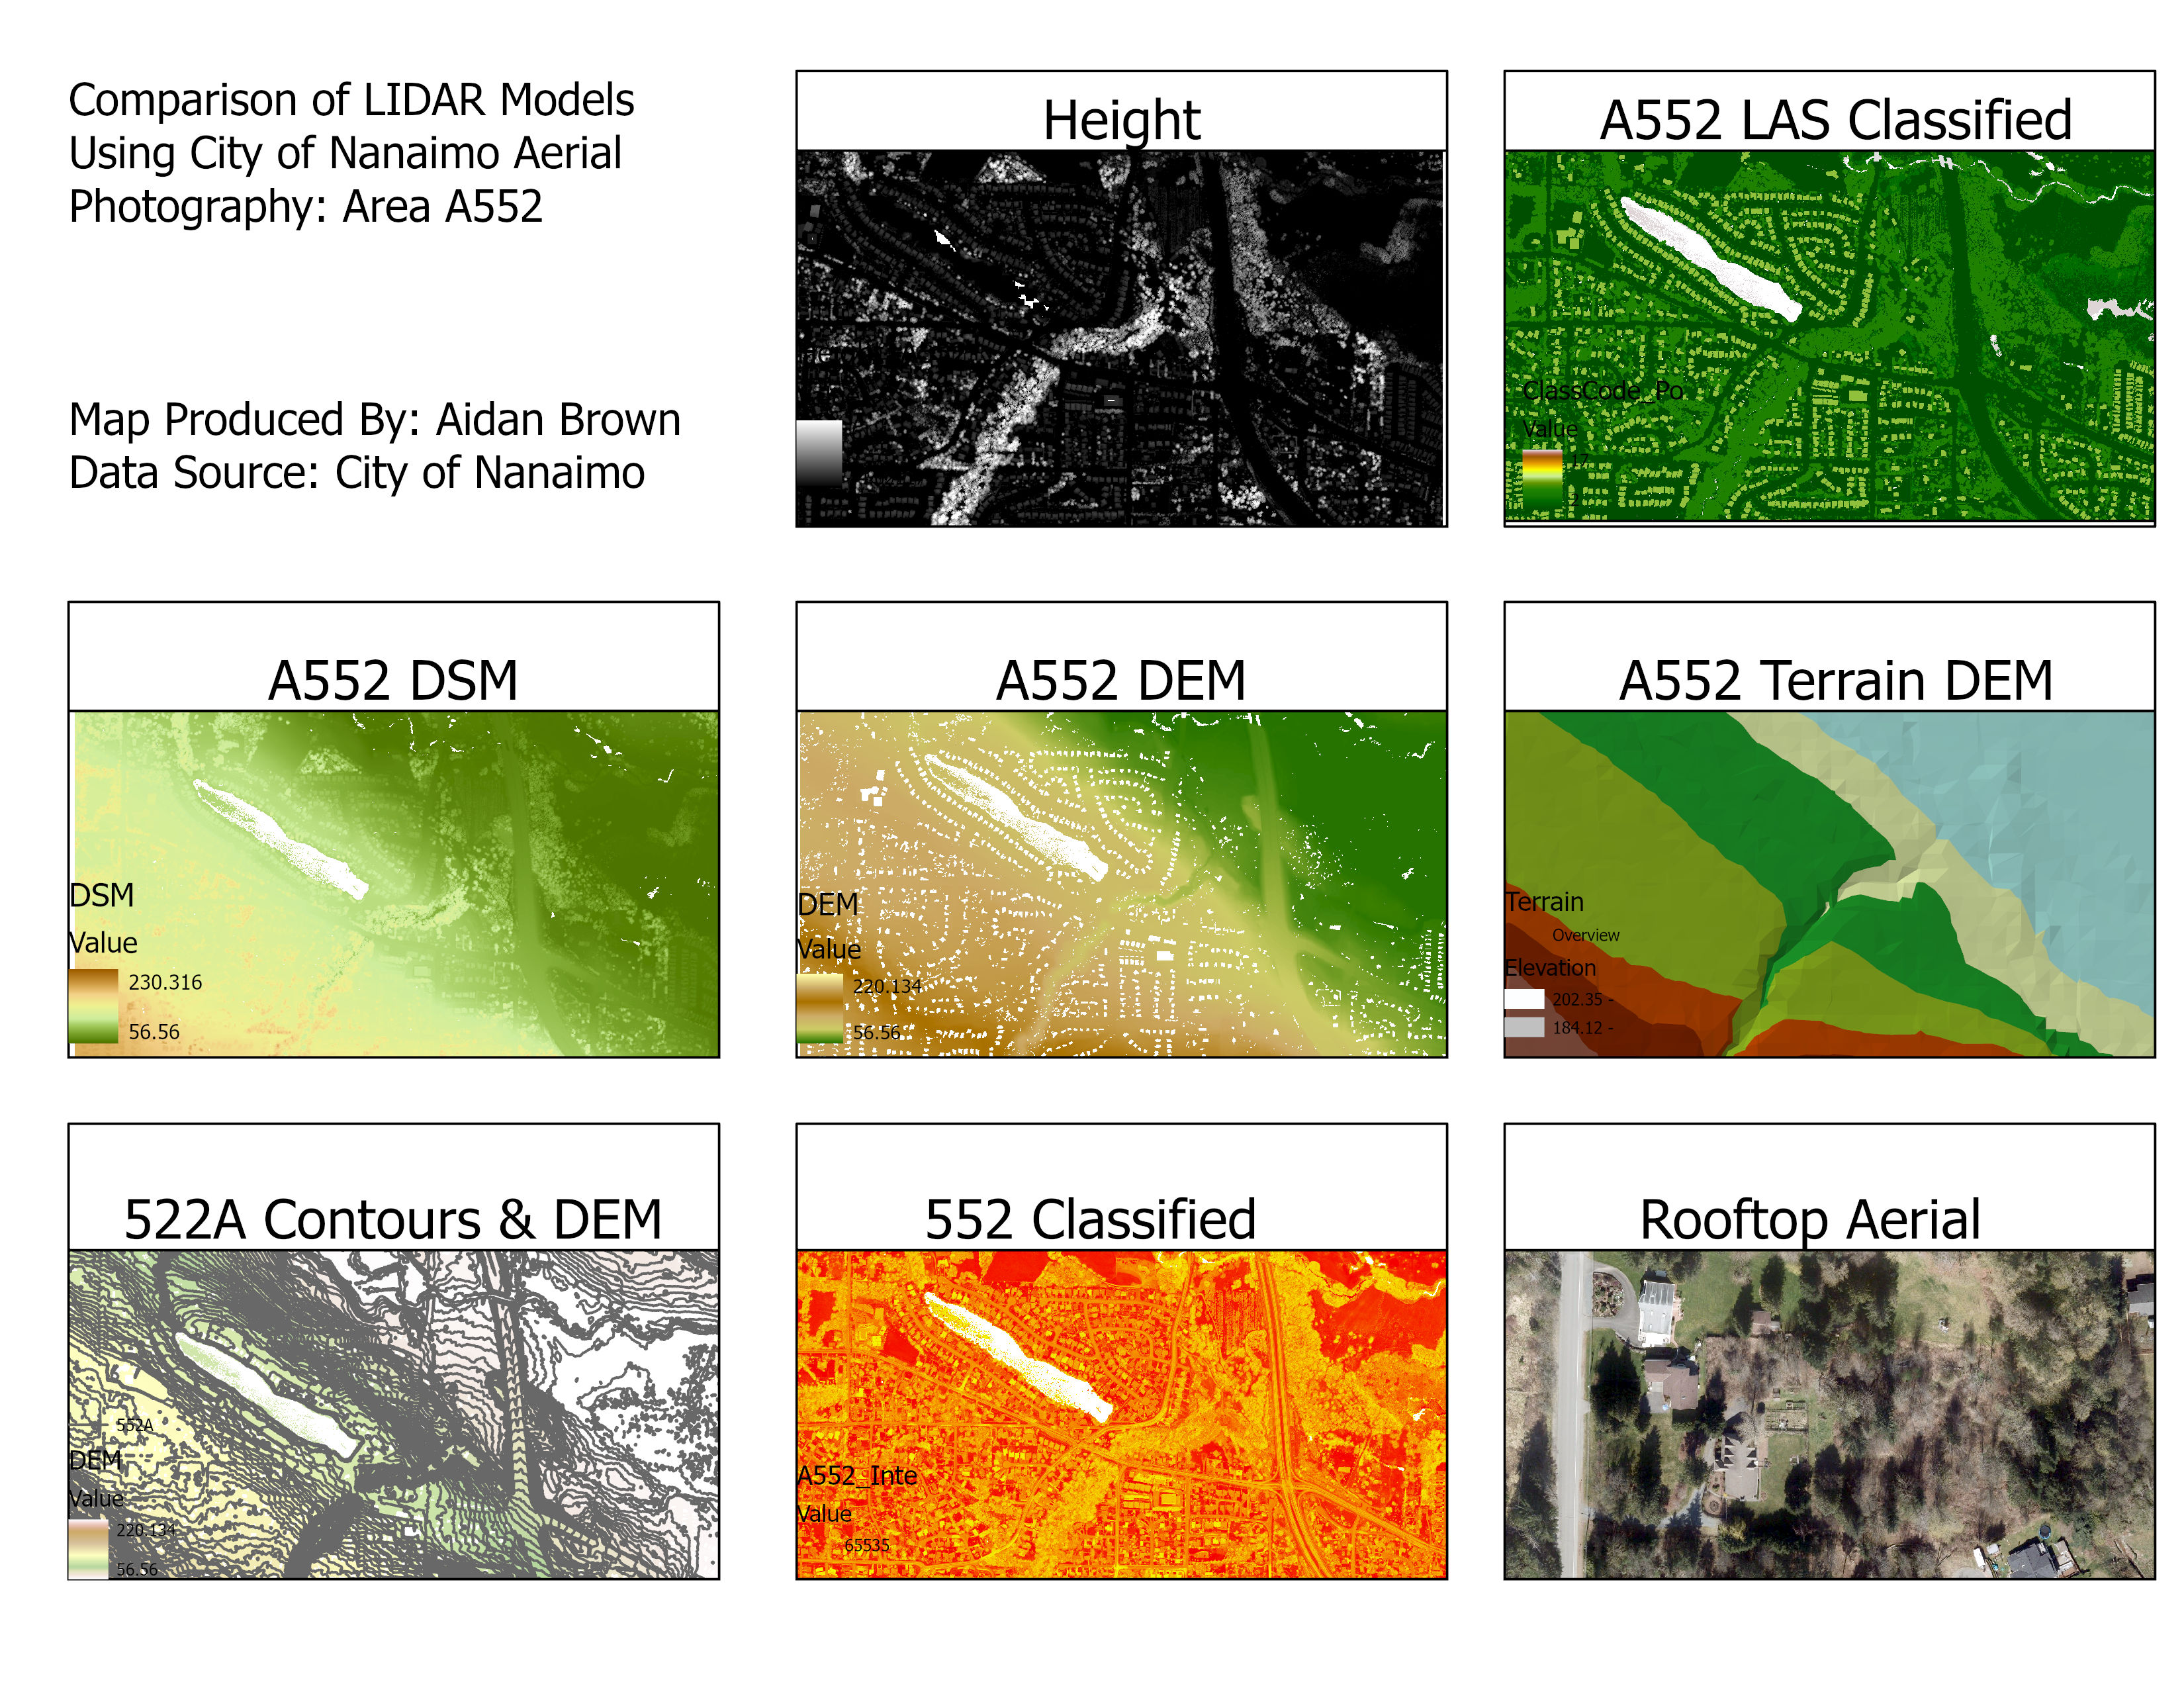 Comparison of LIDAR Models
Using City of Nanaimo Aerial
Photography: Area A552
Map Produced By: Aidan Brown
Data Source: City of Nanaimo
Height
A552 LAS Classified
ClassCode_Po
Value
17
A552 DSM
DSM
Value
230.316
56.56
A552 DEM
DEM
Value
220.134
56.56
A552 Terrain DEM
Terrain
Overview
Elevation
202.35 -
184.12 -
522A Contours & DEM
552A
DEM
Value
220.134
56.56
552 Classified
A552_Inte
Value
65535
Rooftop Aerial